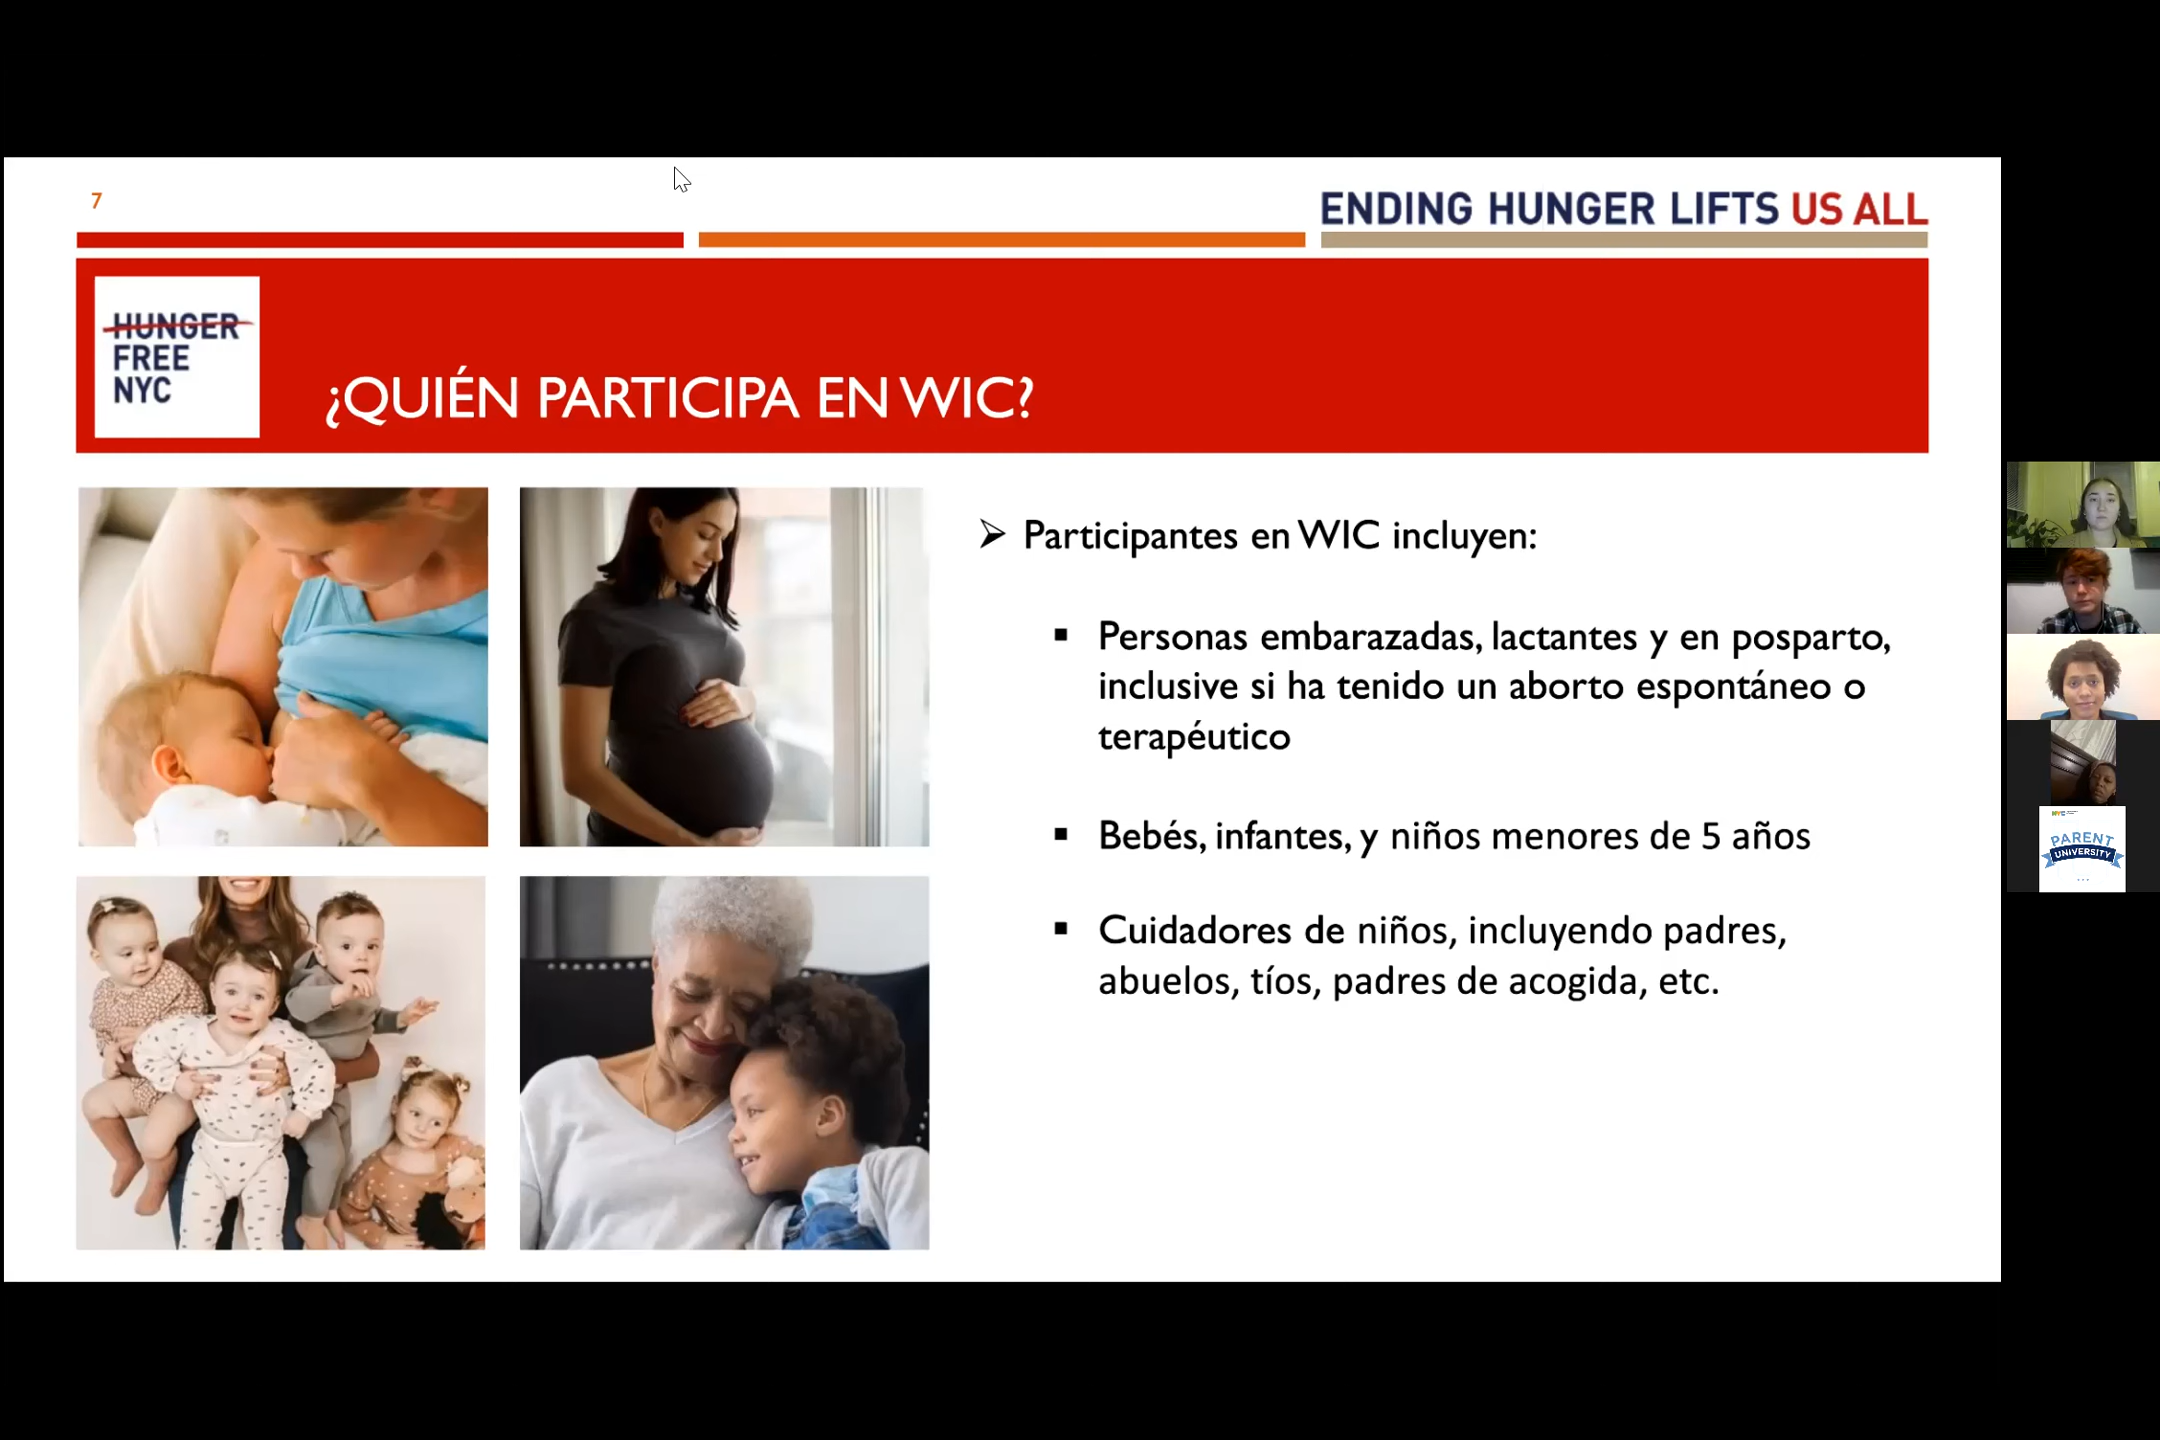 7
ENDING HUNGER LIFTS US ALL
HUNGER
FREE
NYC
¿QUIÉN PARTICIPA EN WIC?
Participantes en WIC incluyen:
Personas embarazadas, lactantes y en posparto,
inclusive si ha tenido un aborto espontáneo o
terapéutico
Bebés, infantes, y niños menores de 5 años
Cuidadores de niños, incluyendo padres,
abuelos, tíos, padres de acogida, etc.
PARENT
UNIVERSITY